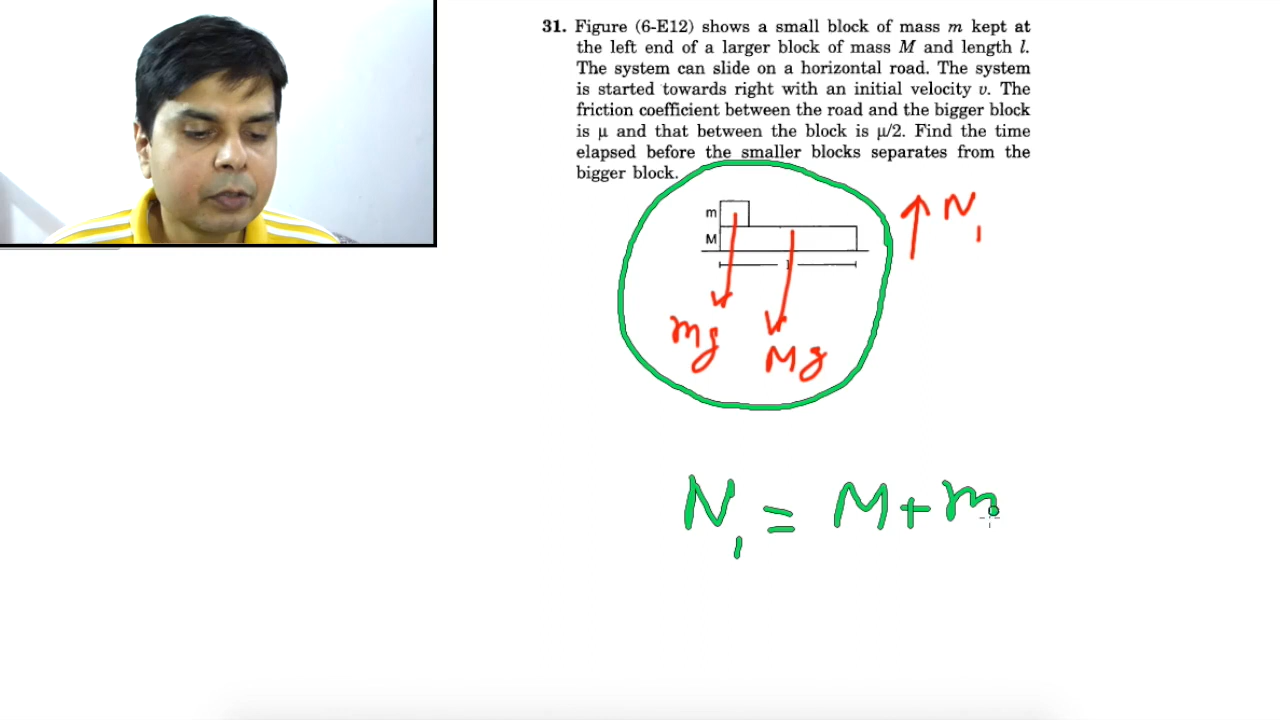 31. Figure (6-E12) shows a small block of mass m kept at
the left end of a larger block of mass M and length l.
The system can slide on a horizontal road. The system
is started towards right with an initial velocity v. The
friction coefficient between the road and the bigger block
is μ and that between the block is μ/2. Find the time
elapsed before the smaller blocks separates from the
bigger block.
m
M
l
N₁
mg
Mg
N₁ = M+m